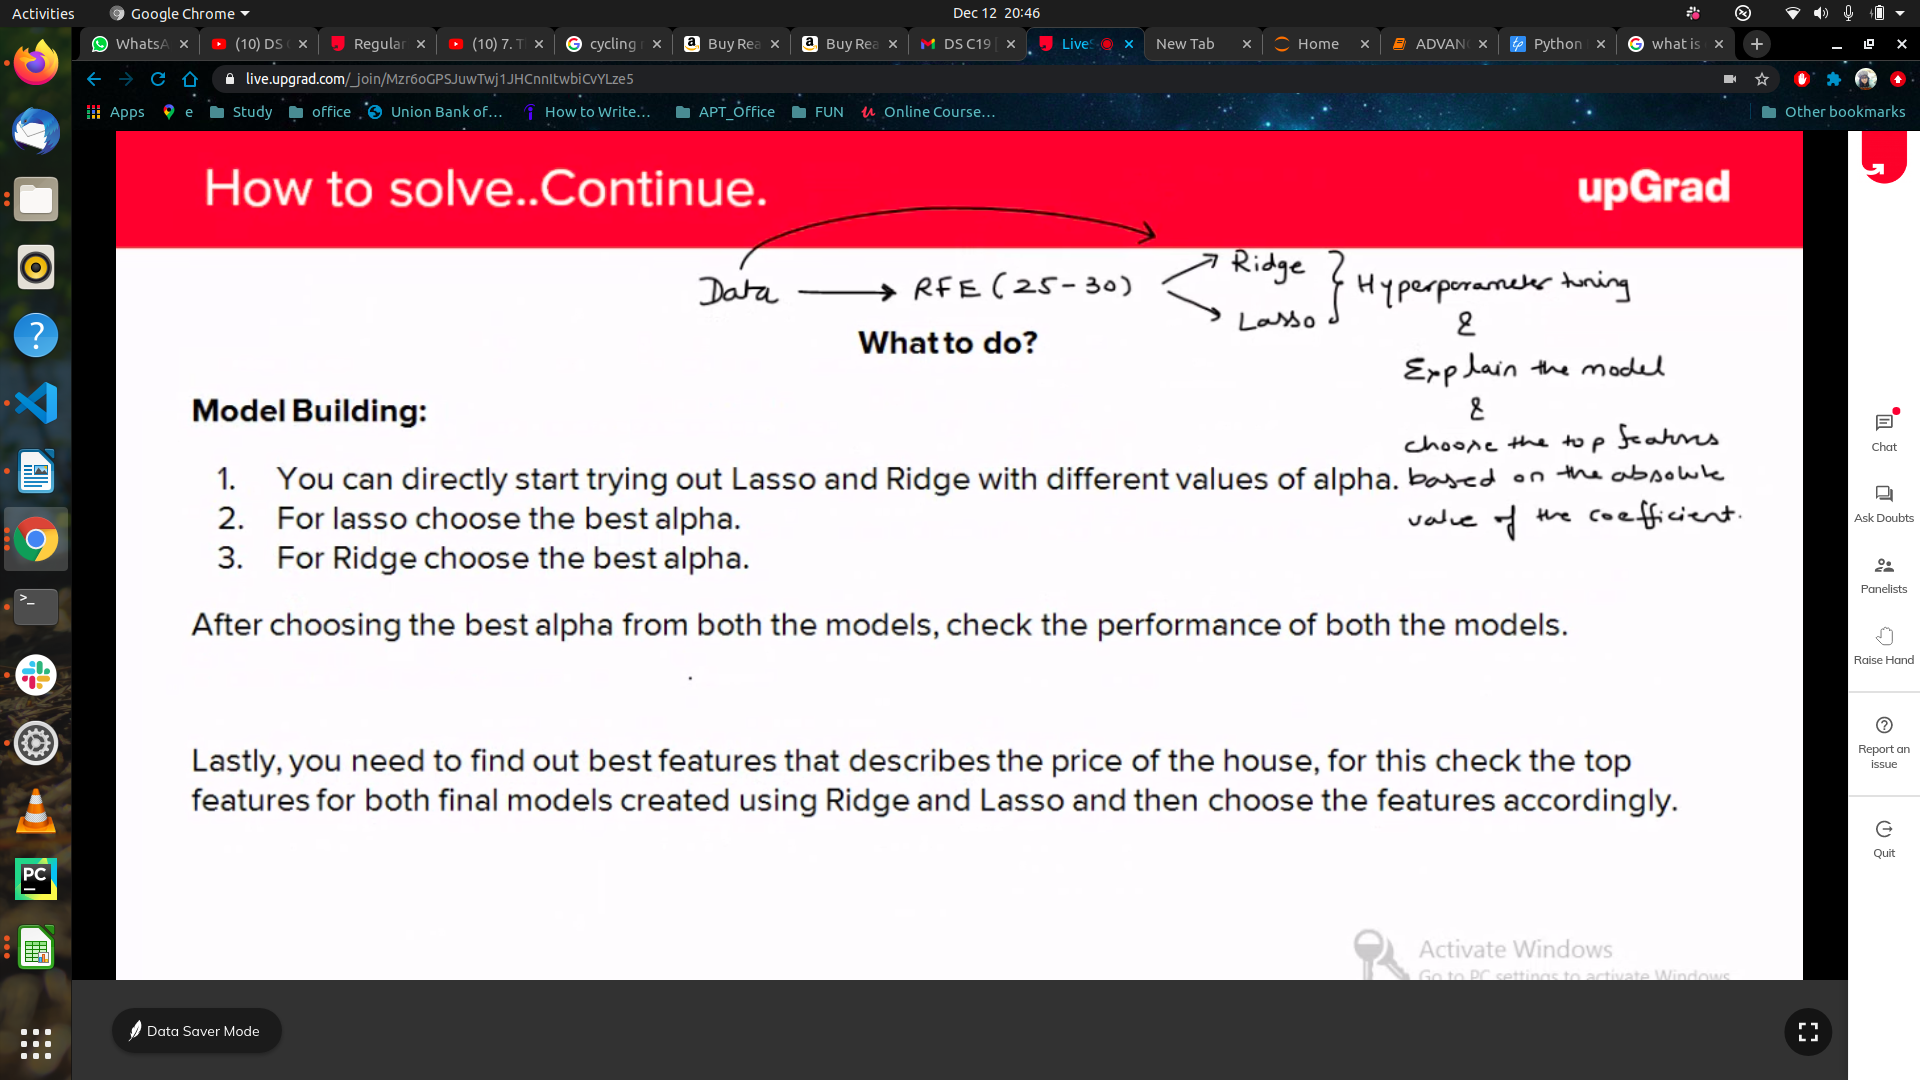 Activities
Google Chrome
Dec 12 20:46
WhatsA
(10) DS
Regular
(10) 7. T
cycling
Buy Rea
Buy Rea
DS C19 |
Live
New Tab
Home
ADVAN
Python
what is
live.upgrad.com/_join/Mzr6oGPSJuwTwj1JHCnnItwbiCvYLze5
Apps
e
Study
office
Union Bank of...
How to Write...
APT_Office
FUN
Online Course...
Other bookmarks
How to solve..Continue.
upGrad
Data → RFE (25-30)
Ridge
Lasso
Hyperparameter tuning
&
Explain the model
&
choose the top features
based on the absolute
value of the coefficient.
What to do?
Model Building:
1. You can directly start trying out Lasso and Ridge with different values of alpha.
2. For lasso choose the best alpha.
3. For Ridge choose the best alpha.
After choosing the best alpha from both the models, check the performance of both the models.
Lastly, you need to find out best features that describes the price of the house, for this check the top
features for both final models created using Ridge and Lasso and then choose the features accordingly.
Activate Windows
Go to PC settings to activate Windows
Chat
Ask Doubts
Panelists
Raise Hand
Report an
issue
Quit
Data Saver Mode
PC